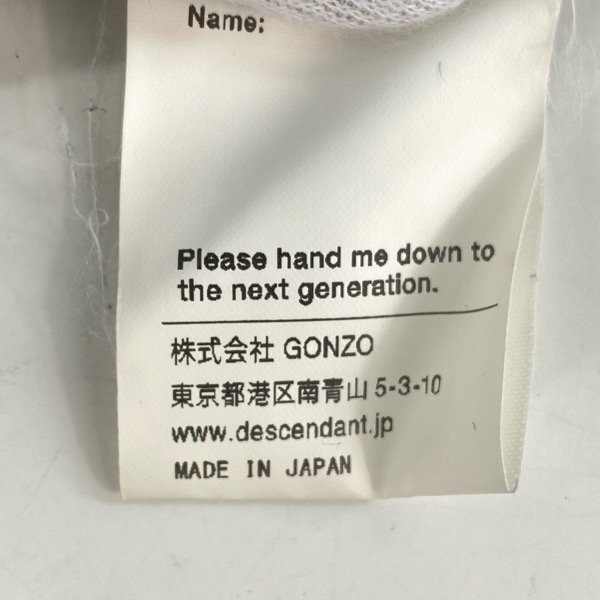 Name:
Please hand me down to
the next generation.
株式会社 GONZO
東京都港区南青山 5-3-10
www.descendant.jp
MADE IN JAPAN